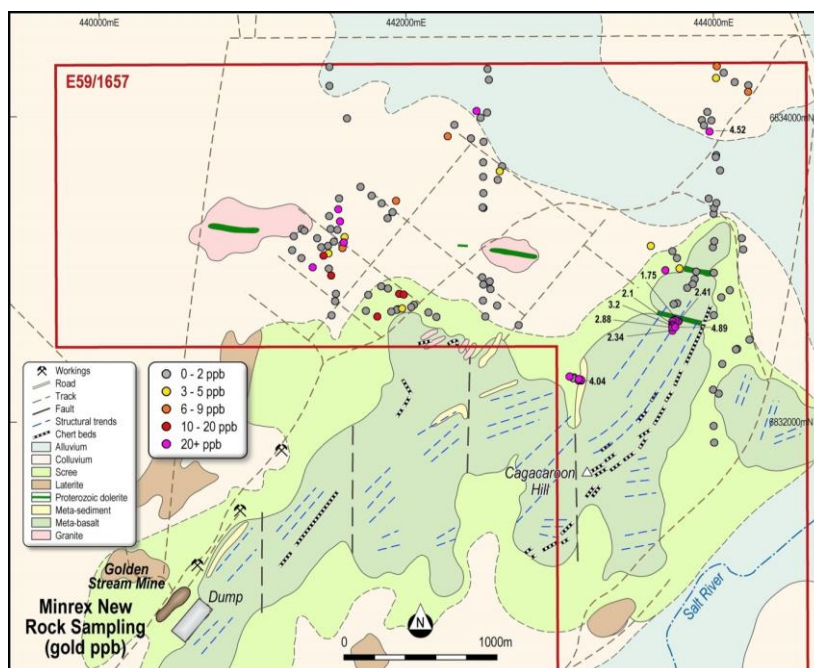 440000mE
442000mE
444000mE
E59/1657
6834000mN
4.52
1.75
2.1
3.2
2.41
2.88
4.89
2.34
4.04
Workings
Road
Track
Fault
Structural trends
Chert beds
Alluvium
Colluvium
Scree
Laterite
Proterozoic dolerite
Meta-sediment
Meta-basalt
Granite
0 - 2 ppb
3 - 5 ppb
6 - 9 ppb
10 - 20 ppb
20+ ppb
6832000mN
Cagacaroon
Hill
Golden
Stream Mine
Dump
Salt River
Minrex New
Rock Sampling
(gold ppb)
N
0
1000m